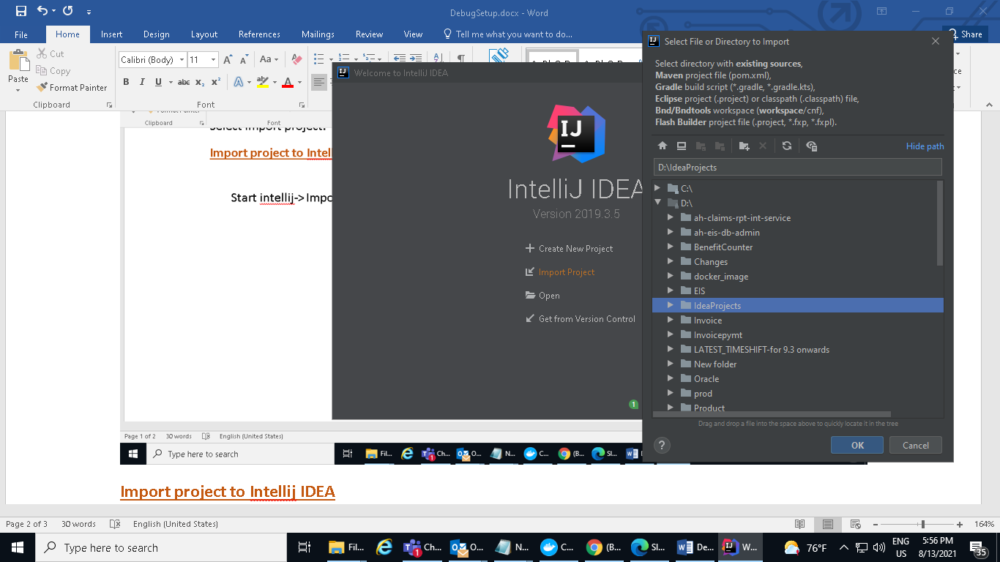 DebugSetup.docx - Word
File
Home
Insert
Design
Layout
References
Mailings
Review
View
Tell me what you want to do...
Share
Paste
Cut
Copy
Format Painter
Clipboard
Calibri (Body)
11
Aa
B I U abc x₂ x²
Font
Clipboard
Font
Select import project.
Import project to Intell
Start intellij->Impo
Welcome to IntelliJ IDEA
IJ
IntelliJ IDEA
Version 2019.3.5
Create New Project
Import Project
Open
Get from Version Control
1
Select File or Directory to Import
Select directory with existing sources,
Maven project file (pom.xml),
Gradle build script (*.gradle, *.gradle.kts),
Eclipse project (.project) or classpath (.classpath) file,
Bnd/Bndtools workspace (workspace/cnf),
Flash Builder project file (.project, *.fxp, *.fxpl).
Hide path
D:\IdeaProjects
C:\
D:\
ah-claims-rpt-int-service
ah-eis-db-admin
BenefitCounter
Changes
docker_image
EIS
IdeaProjects
Invoice
Invoicepymt
LATEST_TIMESHIFT-for 9.3 onwards
New folder
Oracle
prod
Product
Drag and drop a file into the space above to quickly locate it in the tree
?
OK
Cancel
Page 1 of 2 30 words English (United States)
Type here to search
Fil... Ch... O... N... C... (B... Sl... D
Import project to Intellij IDEA
Page 2 of 3 30 words English (United States)
164%
Type here to search
Fil... Ch... O... N... C... (B... Sl... De... W...
76°F
ENG
US
5:56 PM
8/13/2021
35